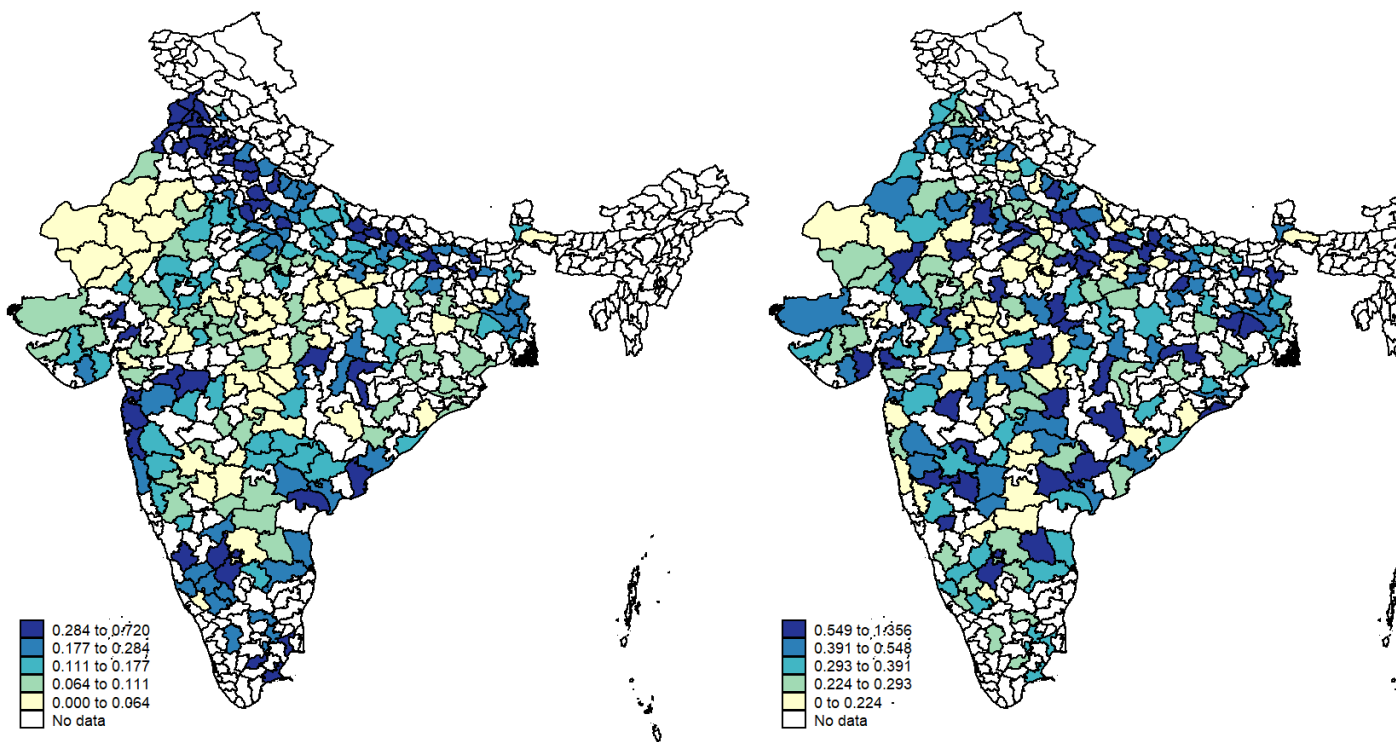 0.284 to 0.720
0.177 to 0.284
0.111 to 0.177
0.064 to 0.111
0.000 to 0.064
No data
0.549 to 1.356
0.391 to 0.548
0.293 to 0.391
0.224 to 0.293
0 to 0.224
No data